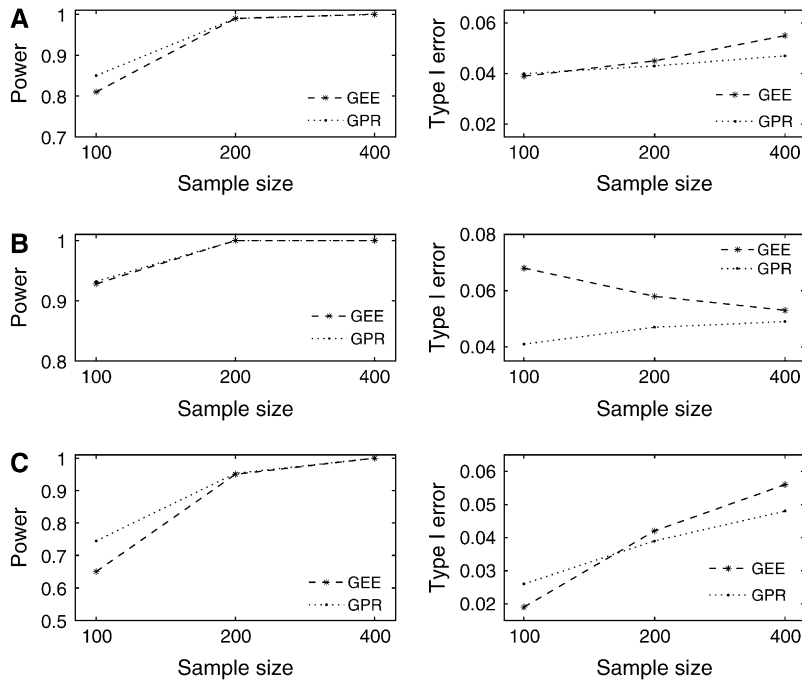 A
Power
1
0.9
0.8
0.7
GEE
GPR
100 200 400
Sample size
Type I error
0.06
0.04
0.02
GEE
GPR
100 200 400
Sample size
B
Power
1
0.9
0.8
GEE
GPR
100 200 400
Sample size
Type I error
0.08
0.06
0.04
GEE
GPR
100 200 400
Sample size
C
Power
1
0.9
0.8
0.7
0.6
0.5
GEE
GPR
100 200 400
Sample size
Type I error
0.06
0.05
0.04
0.03
0.02
GEE
GPR
100 200 400
Sample size